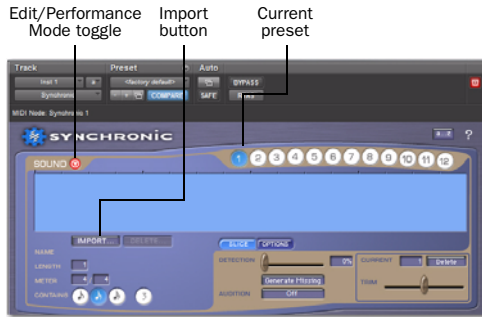 Edit/Performance Mode toggle
Import button
Current preset
Track Preset Auto
Inst 1 a <factory default>
BYPASS
Synchronic - + COMPARE SAFE
MIDI Node: Synchronic 1
SYNCHRONIC ?
SOUND 1 2 3 4 5 6 7 8 9 10 11 12
IMPORT... DELETE...
SLICE OPTIONS
NAME
DETECTION 0% CURRENT 1 Delete
LENGTH
Generate Missing
METER
TRIM
AUDITION Off
CONTAINS 3